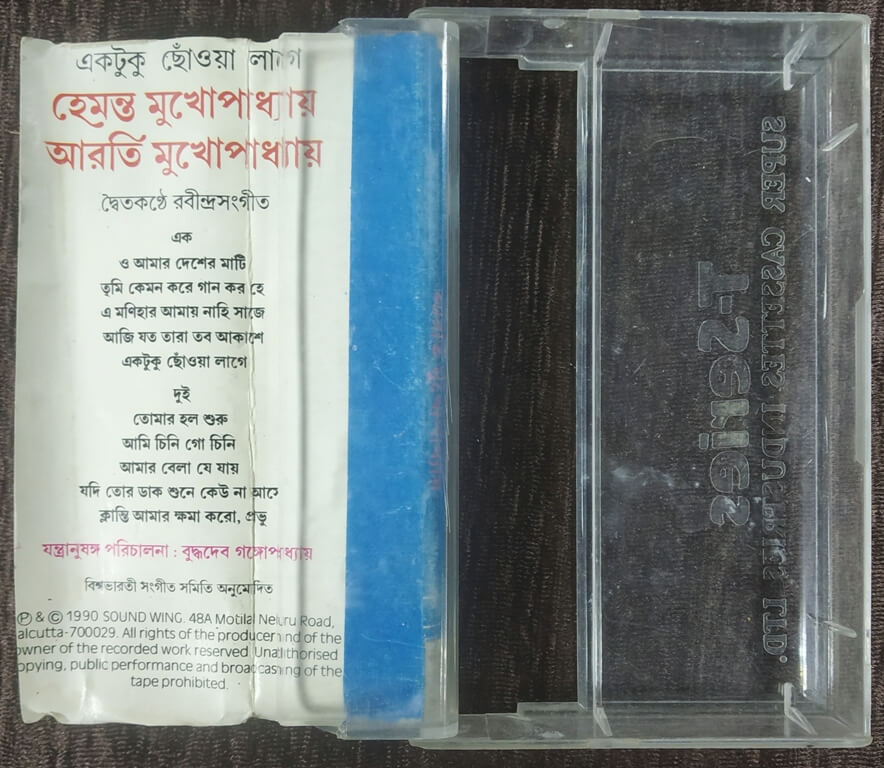 একটুকু ছোঁওয়া লাগে
হেমন্ত মুখোপাধ্যায়
আরতি মুখোপাধ্যায়
দ্বৈতকণ্ঠে রবীন্দ্রসংগীত
এক
ও আমার দেশের মাটি
তুমি কেমন করে গান কর হে
এ মণিহার আমায় নাহি সাজে
আজি যত তারা তব আকাশে
একটুকু ছোঁওয়া লাগে
দুই
তোমার হল শুরু
আমি চিনি গো চিনি
আমার বেলা যে যায়
যদি তোর ডাক শুনে কেউ না আসে
ক্লান্তি আমার ক্ষমা করো, প্রভু
যন্ত্রানুষঙ্গ পরিচালনা : বুদ্ধদেব গঙ্গোপাধ্যায়
বিশ্বভারতী সংগীত সমিতি অনুমোদিত
Ⓟ & © 1990 SOUND WING. 48A Motilal Nehru Road,
alcutta-700029. All rights of the producer and of the
owner of the recorded work reserved. Unauthorised
opying, public performance and broadcasting of the
tape prohibited.
T-Series
SUPER CASSETTES INDUSTRIES LTD.